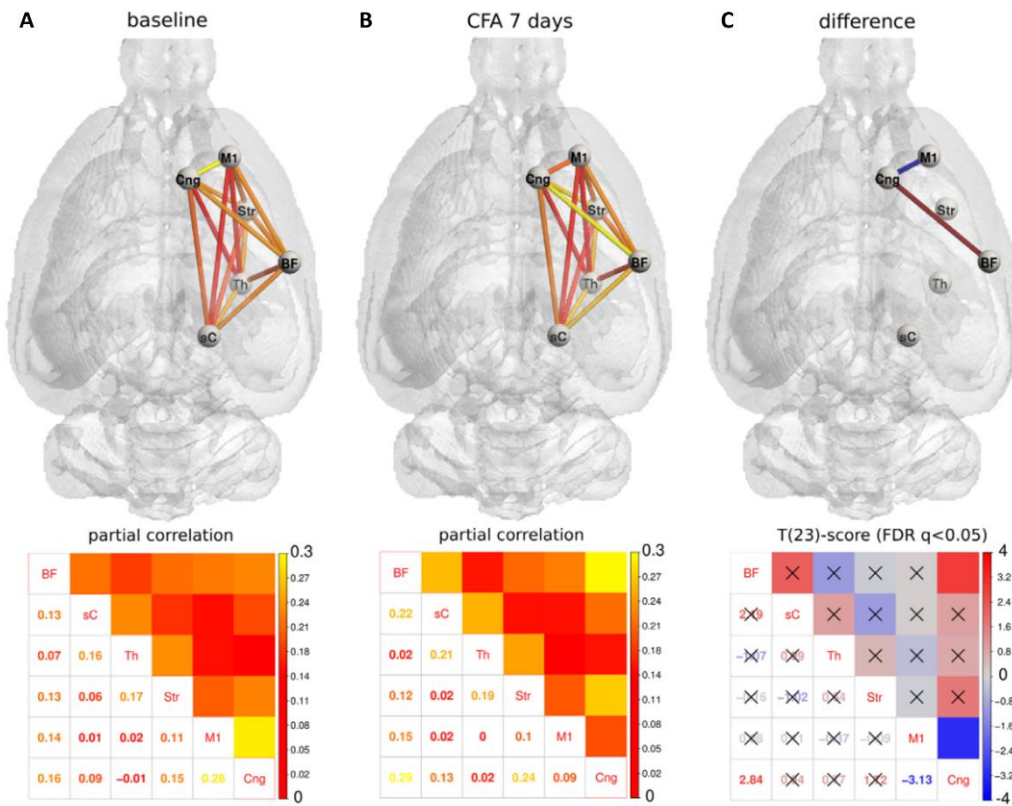 A baseline B CFA 7 days C difference
M1 M1 M1
Cng Cng Cng
Str Str Str
BF BF BF
Th Th Th
sC sC sC
partial correlation partial correlation T(23)-score (FDR q<0.05)
BF 0.3 BF 0.3 BF 4
0.27 0.27 3.2
0.13 sC 0.24 0.22 sC 0.24 sC 2.4
0.21 0.21 1.6
0.07 0.16 Th 0.18 0.02 0.21 Th 0.18 Th 0.8
0.14 0.14 0
0.13 0.06 0.17 Str 0.11 0.12 0.02 0.19 Str 0.11 Str -0.8
0.08 0.08 -1.6
0.14 0.01 0.02 0.11 M1 0.05 0.15 0.02 0 0.1 M1 0.05 M1 -2.4
0.02 0.02 -3.2
0.16 0.09 -0.01 0.15 0.28 Cng 0 0.29 0.13 0.02 0.24 0.09 Cng 0 2.84 -3.13 Cng -4